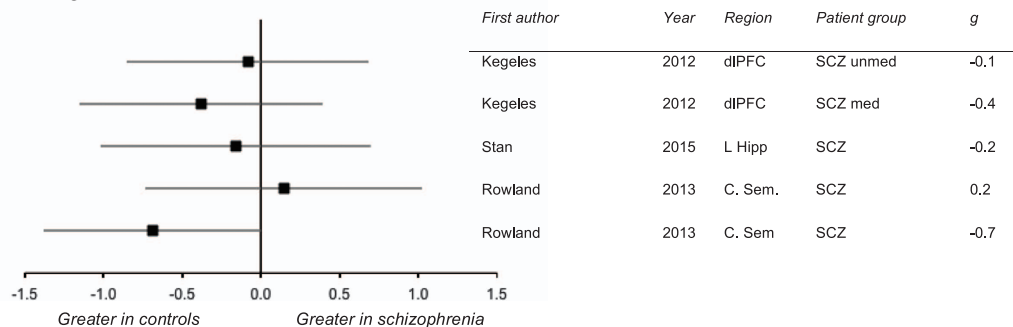 First author Year Region Patient group g
Kegeles 2012 dlPFC SCZ unmed -0.1
Kegeles 2012 dlPFC SCZ med -0.4
Stan 2015 L Hipp SCZ -0.2
Rowland 2013 C. Sem. SCZ 0.2
Rowland 2013 C. Sem SCZ -0.7
-1.5 -1.0 -0.5 0.0 0.5 1.0 1.5
Greater in controls Greater in schizophrenia